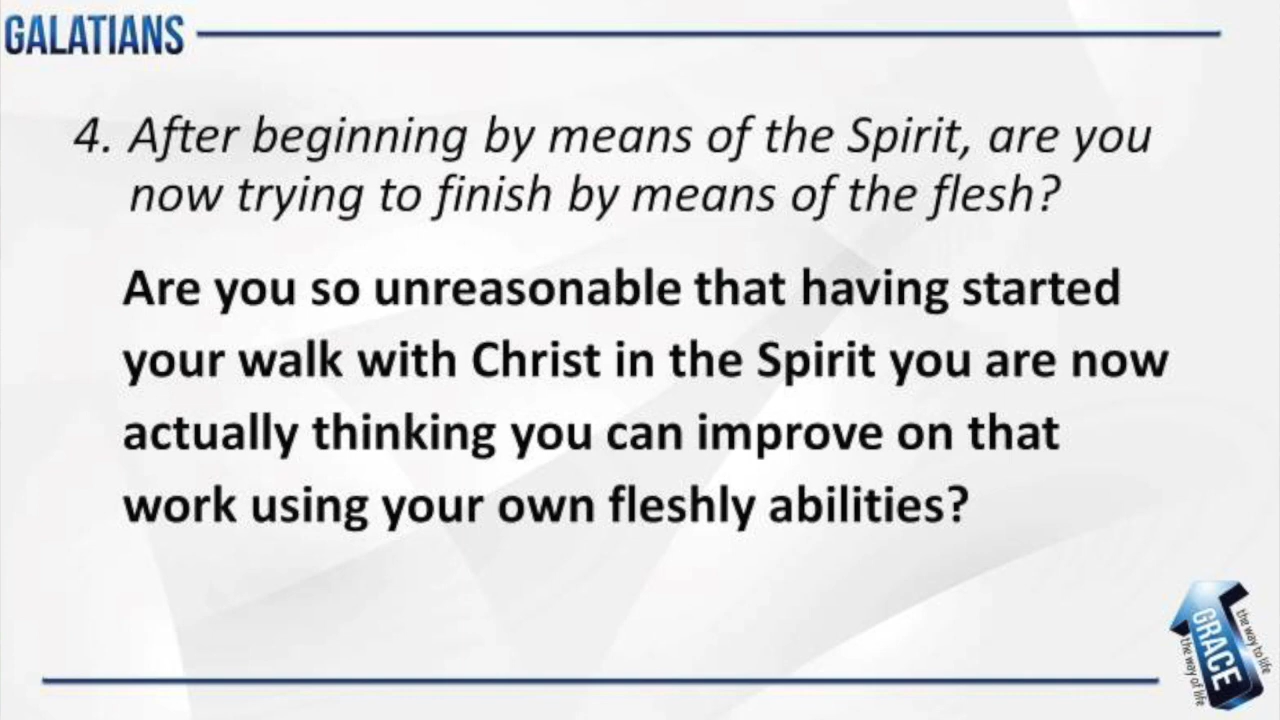 GALATIANS
4. After beginning by means of the Spirit, are you
now trying to finish by means of the flesh?
Are you so unreasonable that having started
your walk with Christ in the Spirit you are now
actually thinking you can improve on that
work using your own fleshly abilities?
the way to life
GRACE
the way of life